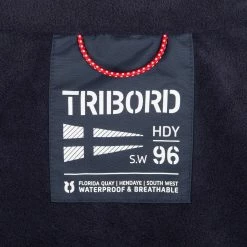 TRIBORD
HDY
S.W 96
FLORIDA QUAY | HENDAYE | SOUTH WEST
WATERPROOF & BREATHABLE